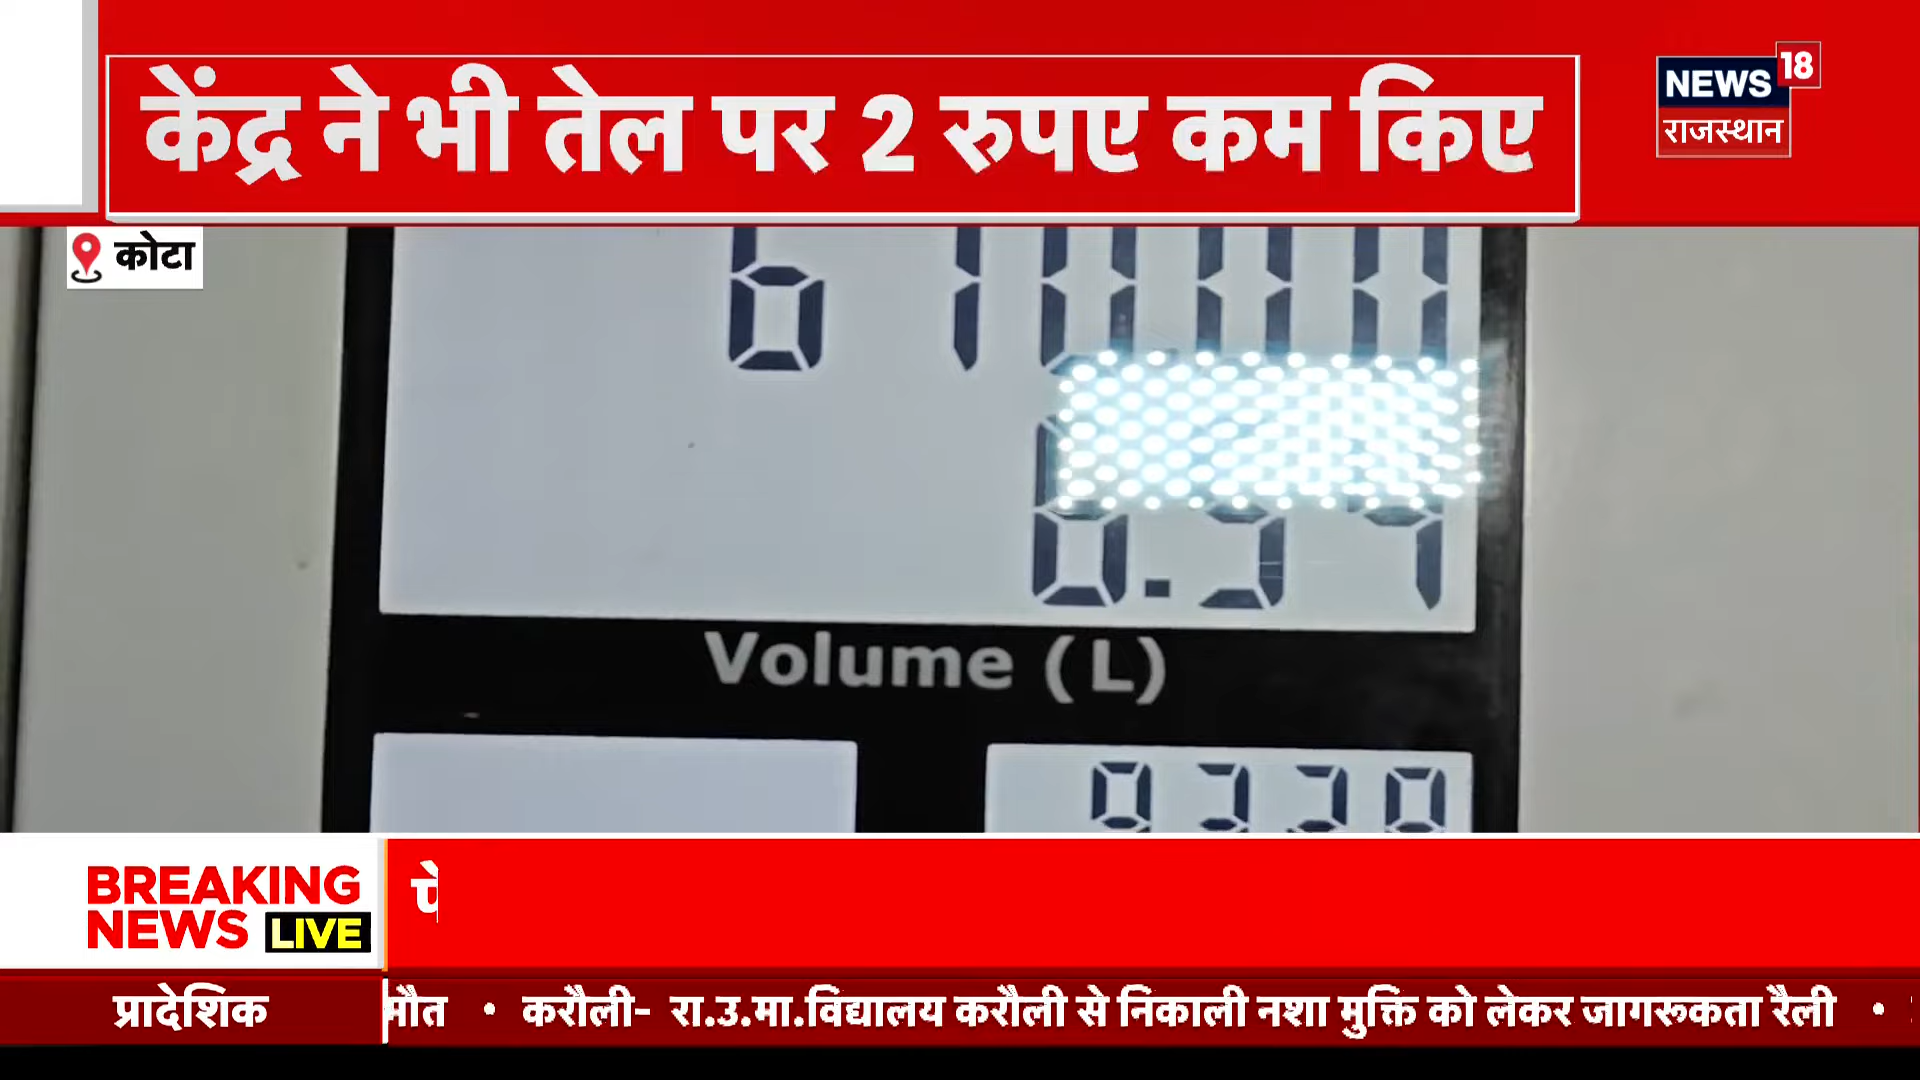 केंद्र ने भी तेल पर 2 रुपए कम किए
NEWS 18
राजस्थान
कोटा
Volume (L)
BREAKING
NEWS LIVE
पे
प्रादेशिक
मौत • करौली- रा.उ.मा.विद्यालय करौली से निकाली नशा मुक्ति को लेकर जागरूकता रैली •